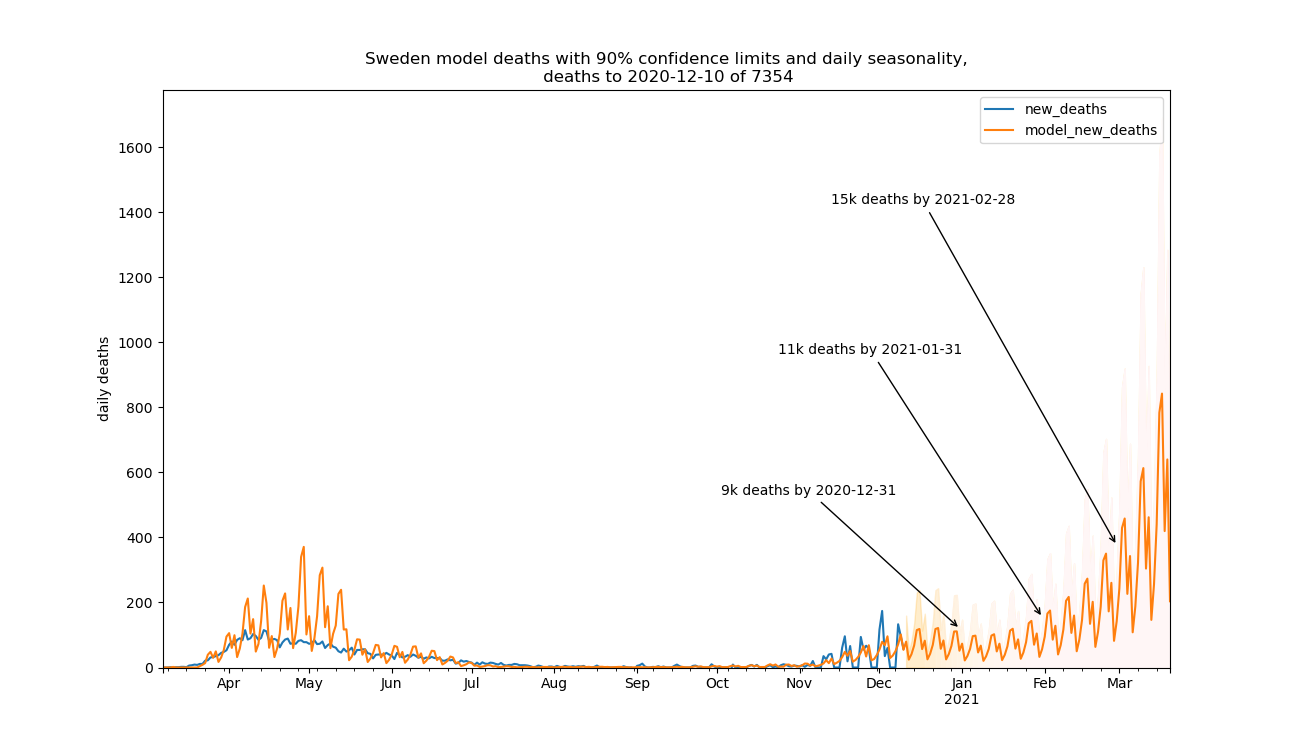 Sweden model deaths with 90% confidence limits and daily seasonality,
deaths to 2020-12-10 of 7354
new_deaths
model_new_deaths
1600
1400
1200
1000
800
600
400
200
0
daily deaths
15k deaths by 2021-02-28
11k deaths by 2021-01-31
9k deaths by 2020-12-31
Apr May Jun Jul Aug Sep Oct Nov Dec Jan Feb Mar
2021